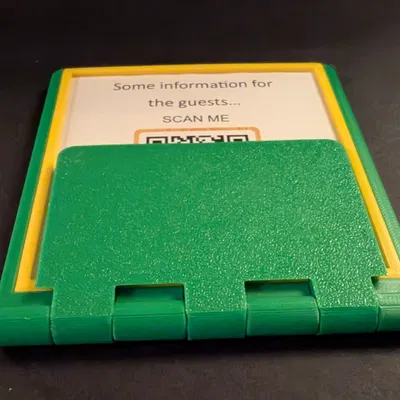 Some information for
the guests...
SCAN ME